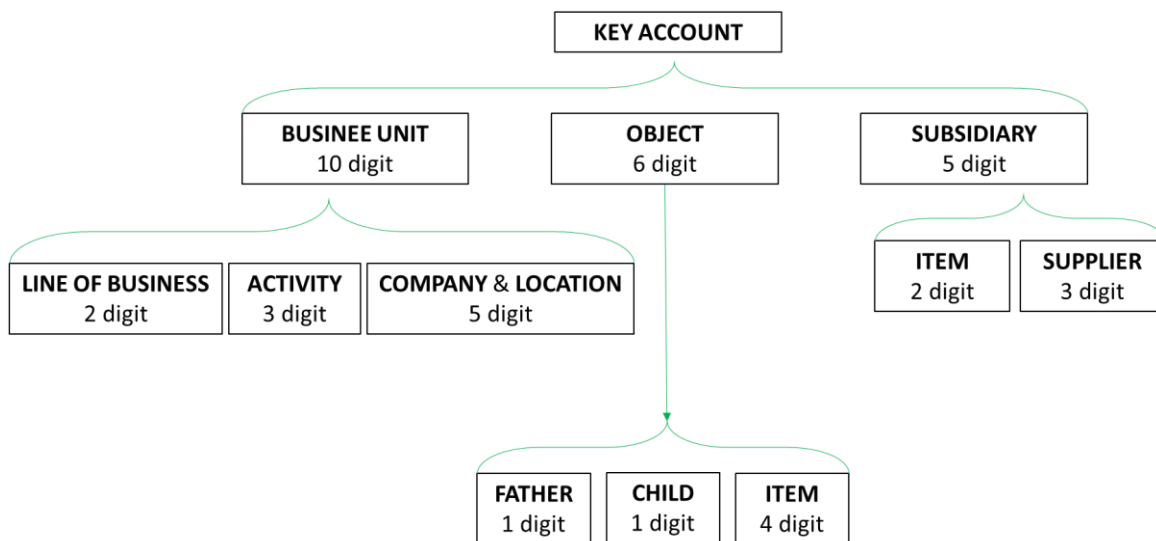 KEY ACCOUNT
BUSINEE UNIT
10 digit
OBJECT
6 digit
SUBSIDIARY
5 digit
LINE OF BUSINESS
2 digit
ACTIVITY
3 digit
COMPANY & LOCATION
5 digit
ITEM
2 digit
SUPPLIER
3 digit
FATHER
1 digit
CHILD
1 digit
ITEM
4 digit